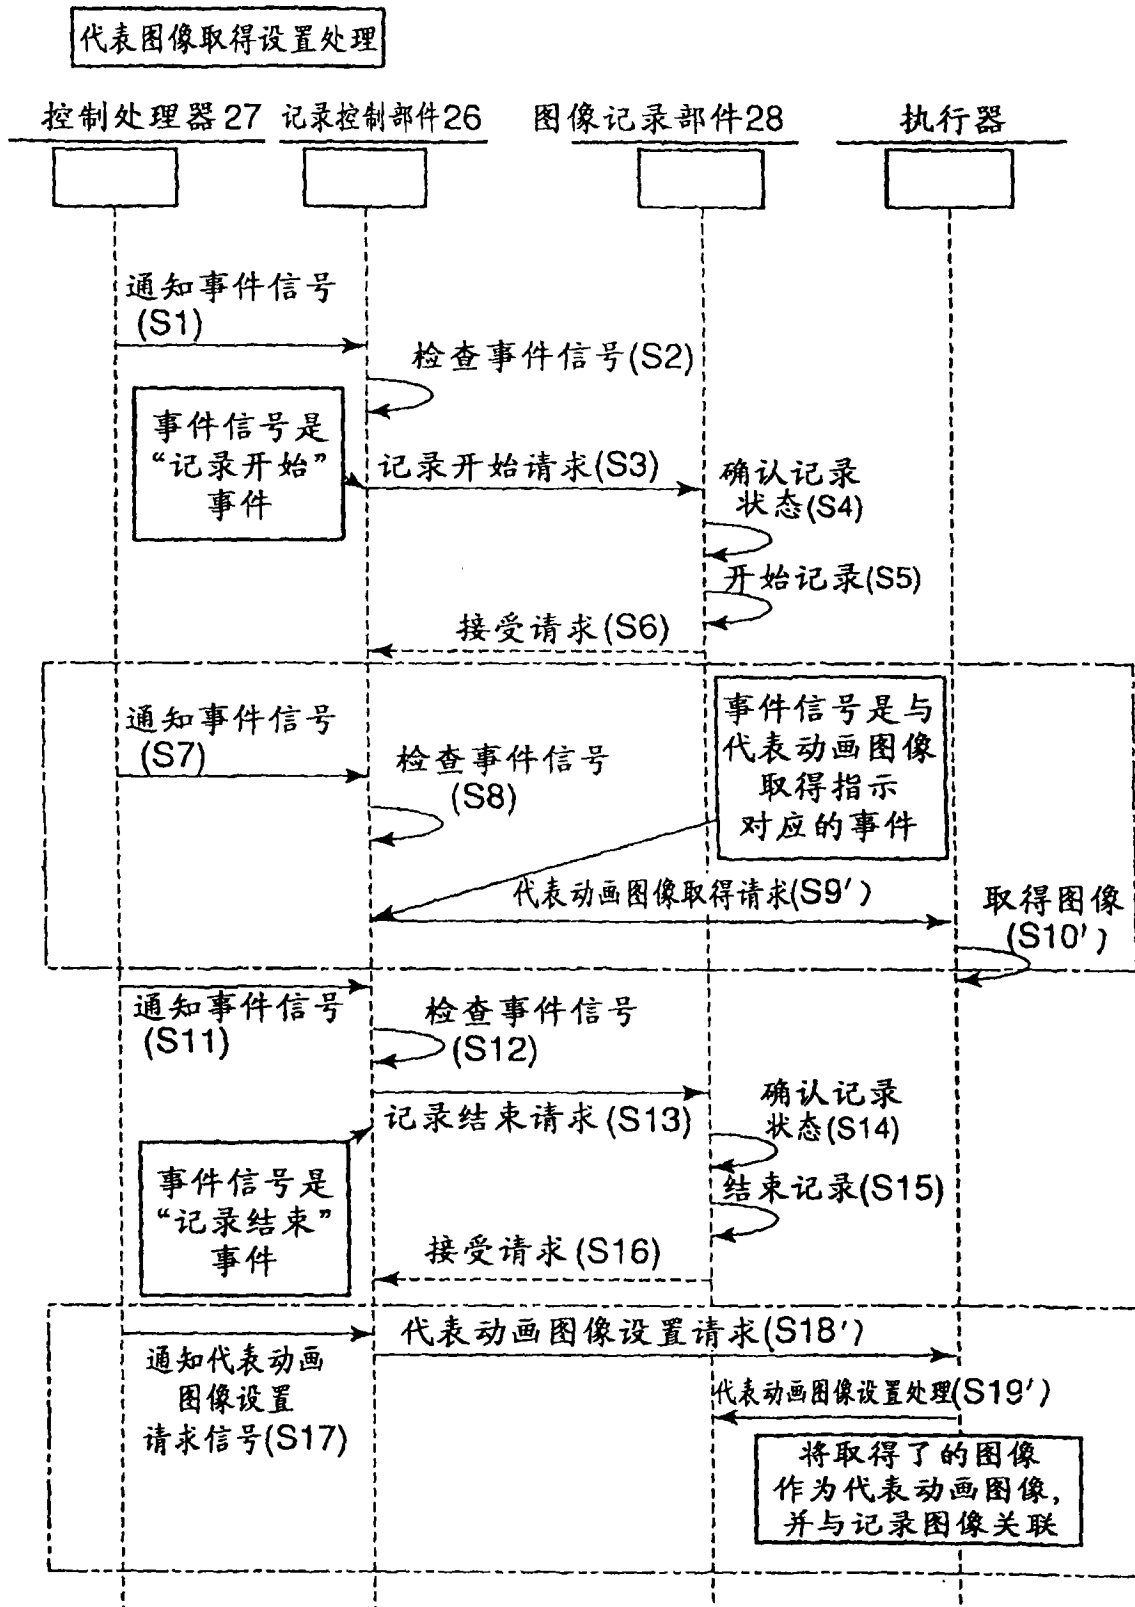 代表图像取得设置处理
控制处理器27
记录控制部件26
图像记录部件28
执行器
通知事件信号
(S1)
检查事件信号(S2)
事件信号是
“记录开始”
事件
记录开始请求(S3)
确认记录
状态(S4)
开始记录(S5)
接受请求(S6)
通知事件信号
(S7)
检查事件信号
(S8)
事件信号是与
代表动画图像
取得指示
对应的事件
代表动画图像取得请求(S9′)
取得图像
(S10′)
通知事件信号
(S11)
检查事件信号
(S12)
记录结束请求(S13)
确认记录
状态(S14)
事件信号是
“记录结束”
事件
结束记录(S15)
接受请求(S16)
代表动画图像设置请求(S18′)
通知代表动画
图像设置
请求信号(S17)
代表动画图像设置处理(S19′)
将取得了的图像
作为代表动画图像，
并与记录图像关联